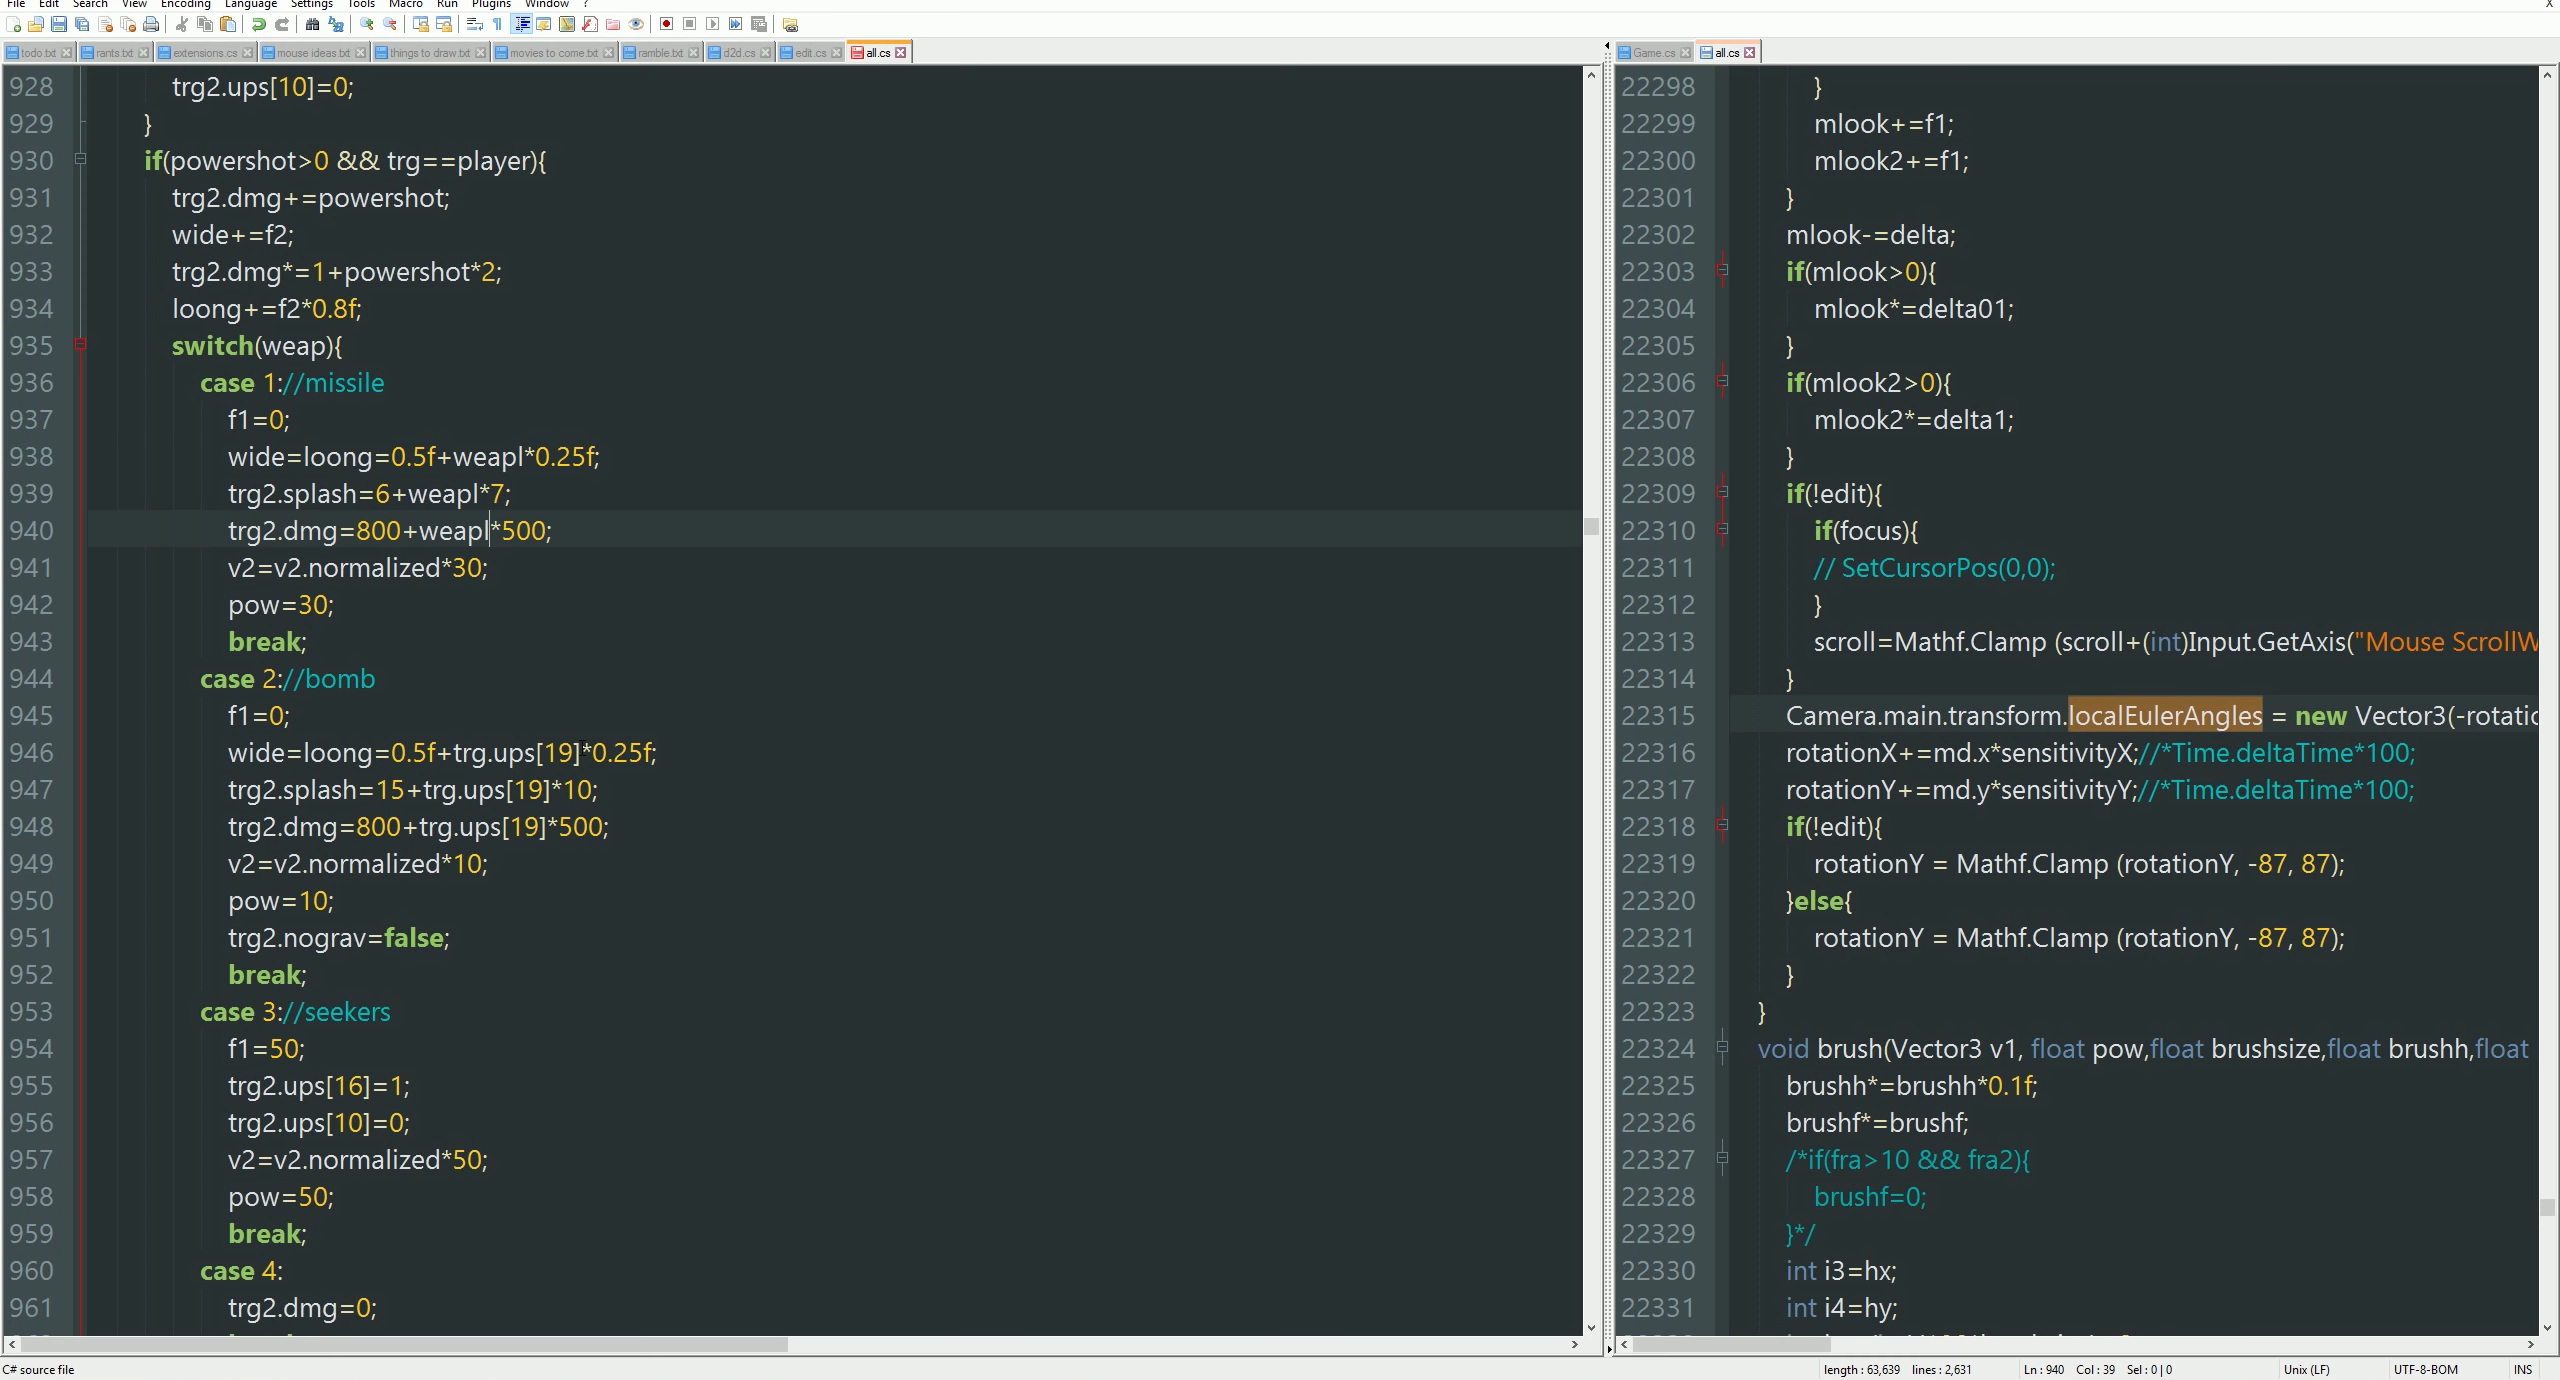 File Edit Search View Encoding Language Settings Tools Macro Run Plugins Window ? X
todo.txt rants.txt extensions.cs mouse ideas.txt things to draw.txt movies to come.txt ramble.txt d2d.cs edit.cs all.cs
928 trg2.ups[10]=0;
929 }
930 if(powershot>0 && trg==player){
931 trg2.dmg+=powershot;
932 wide+=f2;
933 trg2.dmg*=1+powershot*2;
934 loong+=f2*0.8f;
935 switch(weap){
936 case 1://missile
937 f1=0;
938 wide=loong=0.5f+weapl*0.25f;
939 trg2.splash=6+weapl*7;
940 trg2.dmg=800+weapl*500;
941 v2=v2.normalized*30;
942 pow=30;
943 break;
944 case 2://bomb
945 f1=0;
946 wide=loong=0.5f+trg.ups[19]*0.25f;
947 trg2.splash=15+trg.ups[19]*10;
948 trg2.dmg=800+trg.ups[19]*500;
949 v2=v2.normalized*10;
950 pow=10;
951 trg2.nograv=false;
952 break;
953 case 3://seekers
954 f1=50;
955 trg2.ups[16]=1;
956 trg2.ups[10]=0;
957 v2=v2.normalized*50;
958 pow=50;
959 break;
960 case 4:
961 trg2.dmg=0;
Game.cs all.cs
22298 }
22299 mlook+=f1;
22300 mlook2+=f1;
22301 }
22302 mlook-=delta;
22303 if(mlook>0){
22304 mlook*=delta01;
22305 }
22306 if(mlook2>0){
22307 mlook2*=delta1;
22308 }
22309 if(!edit){
22310 if(focus){
22311 // SetCursorPos(0,0);
22312 }
22313 scroll=Mathf.Clamp (scroll+(int)Input.GetAxis("Mouse ScrollW
22314 }
22315 Camera.main.transform.localEulerAngles = new Vector3(-rotatio
22316 rotationX+=md.x*sensitivityX;//*Time.deltaTime*100;
22317 rotationY+=md.y*sensitivityY;//*Time.deltaTime*100;
22318 if(!edit){
22319 rotationY = Mathf.Clamp (rotationY, -87, 87);
22320 }else{
22321 rotationY = Mathf.Clamp (rotationY, -87, 87);
22322 }
22323 }
22324 void brush(Vector3 v1, float pow,float brushsize,float brushh,float
22325 brushh*=brushh*0.1f;
22326 brushf*=brushf;
22327 /*if(fra>10 && fra2){
22328 brushf=0;
22329 }*/
22330 int i3=hx;
22331 int i4=hy;
C# source file length : 63,639 lines : 2,631 Ln : 940 Col : 39 Sel : 0 | 0 Unix (LF) UTF-8-BOM INS